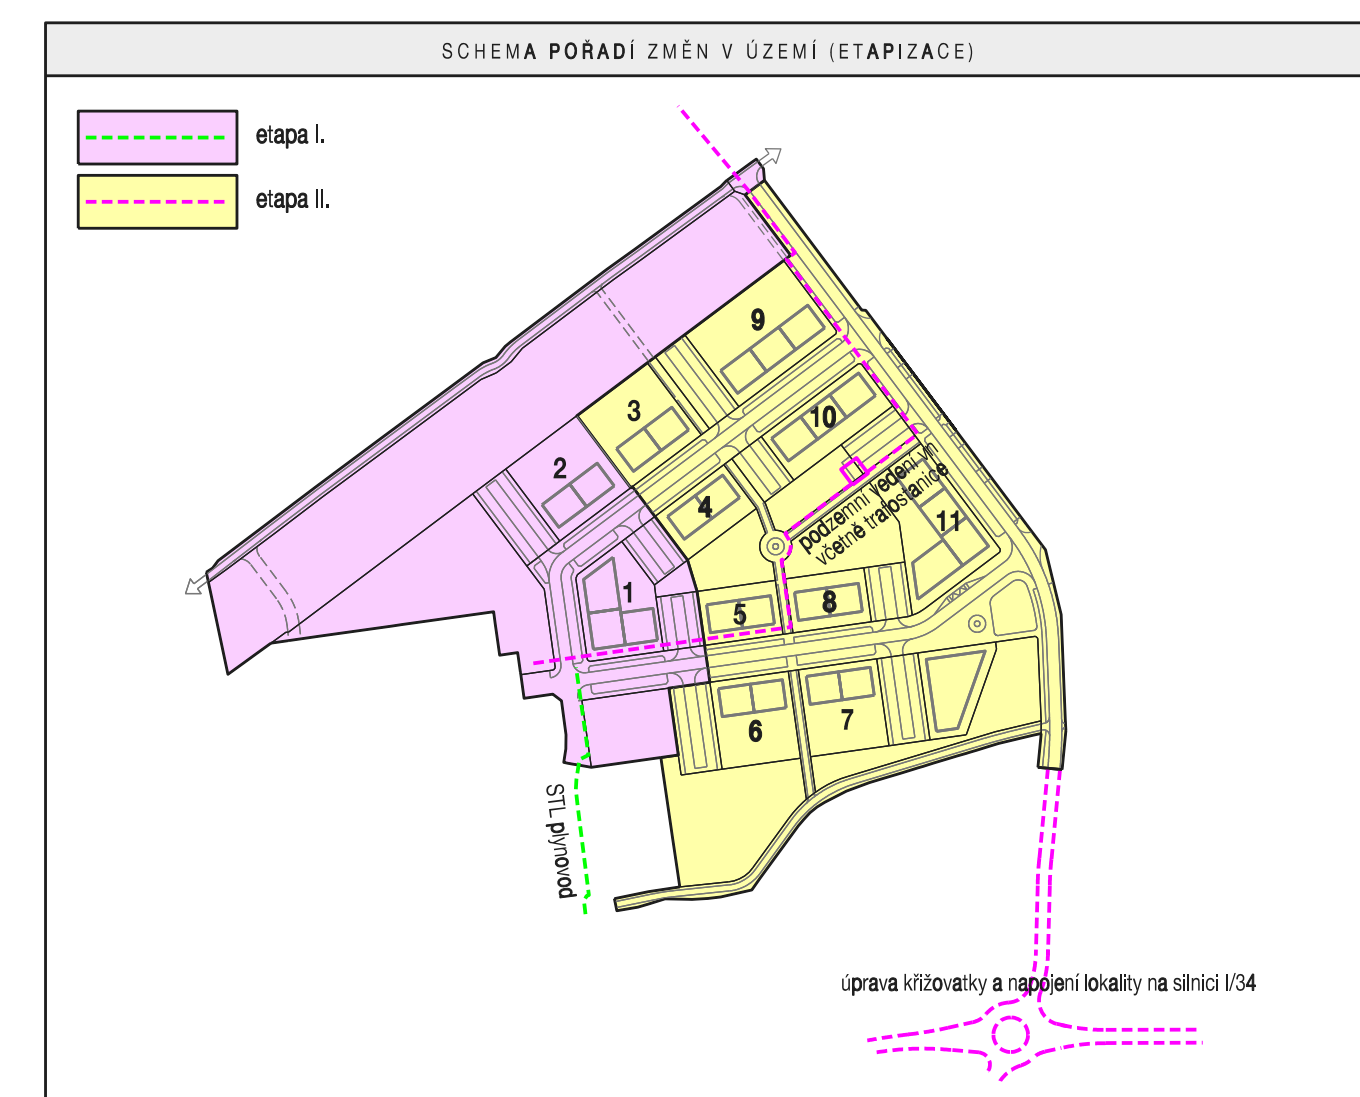 SCHEMA POŘADÍ ZMĚN V ÚZEMÍ (ETAPIZACE)
etapa I.
etapa II.
9
3
10
2
4
podzemní vedení vn
včetně trafostanice
11
1
5
8
6
7
STL plynovod
úprava křižovatky a napojení lokality na silnici I/34